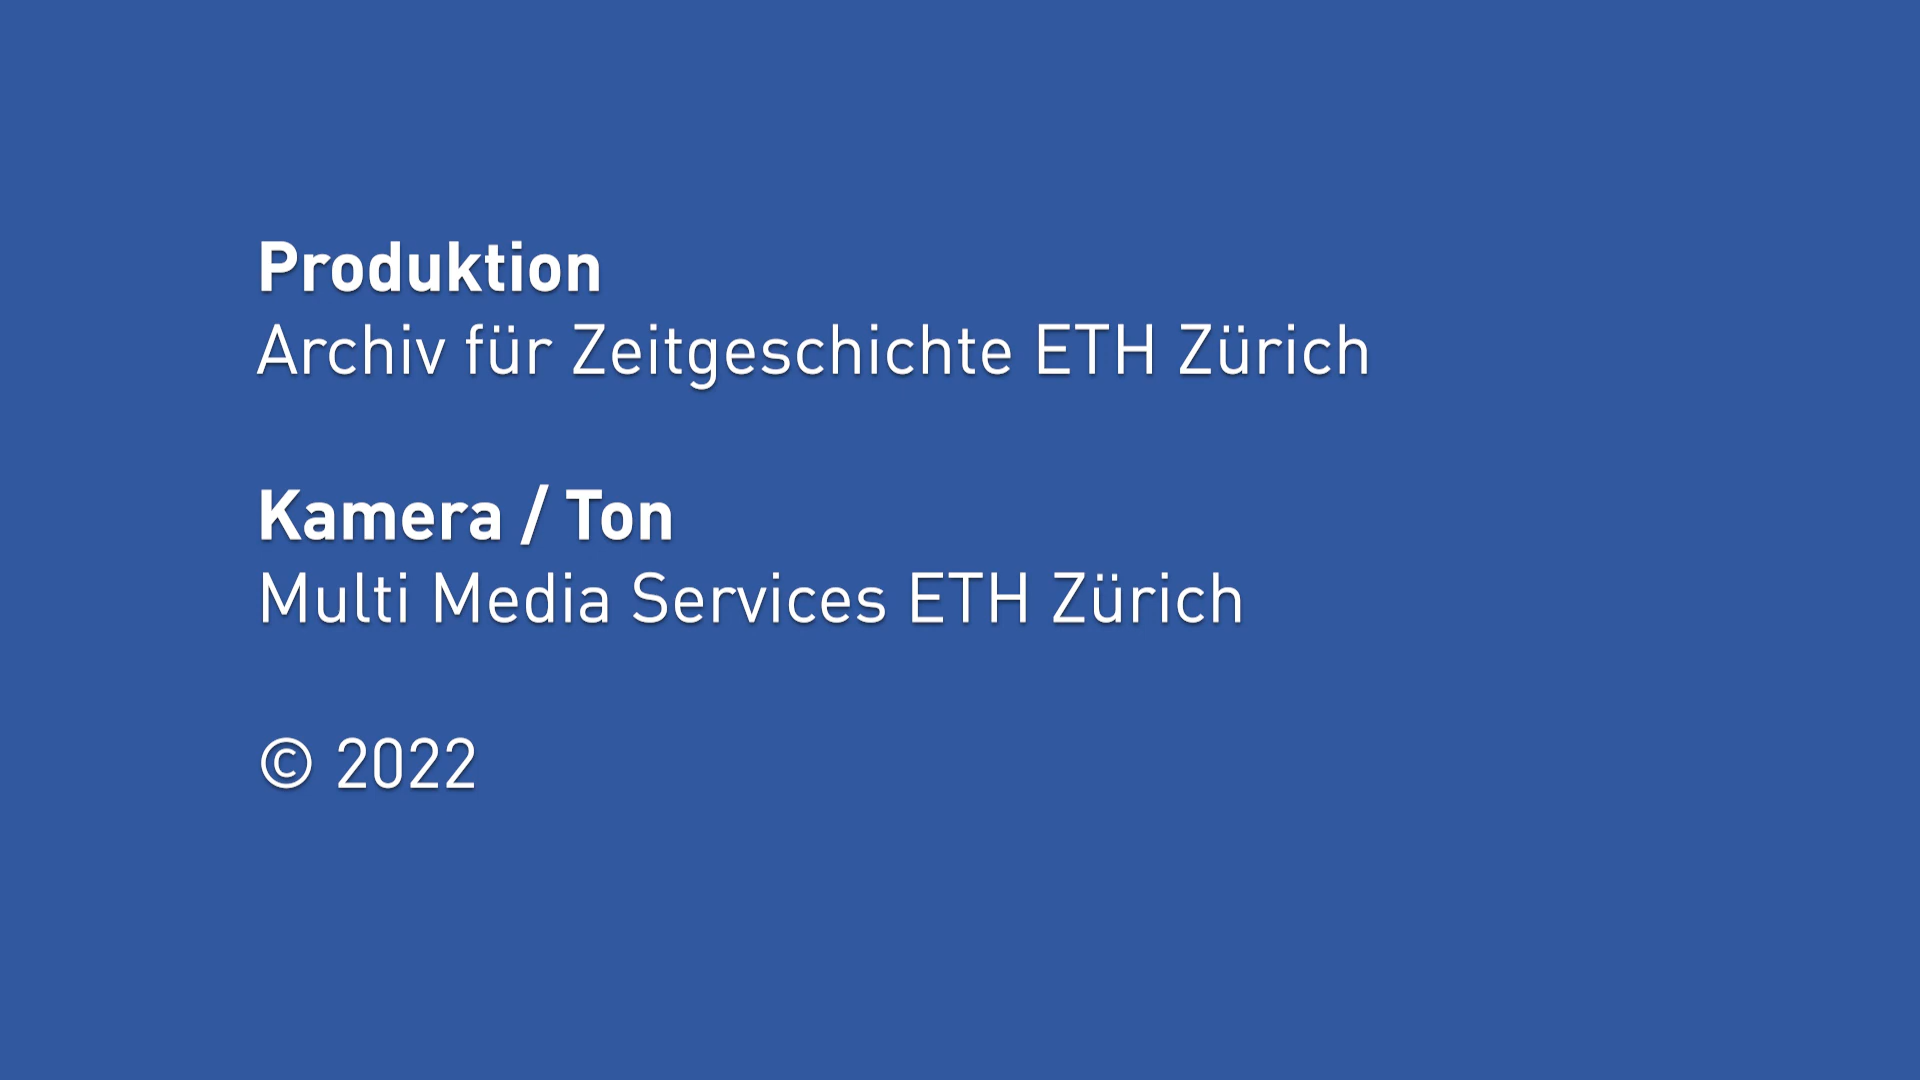 Produktion
Archiv für Zeitgeschichte ETH Zürich
Kamera / Ton
Multi Media Services ETH Zürich
© 2022